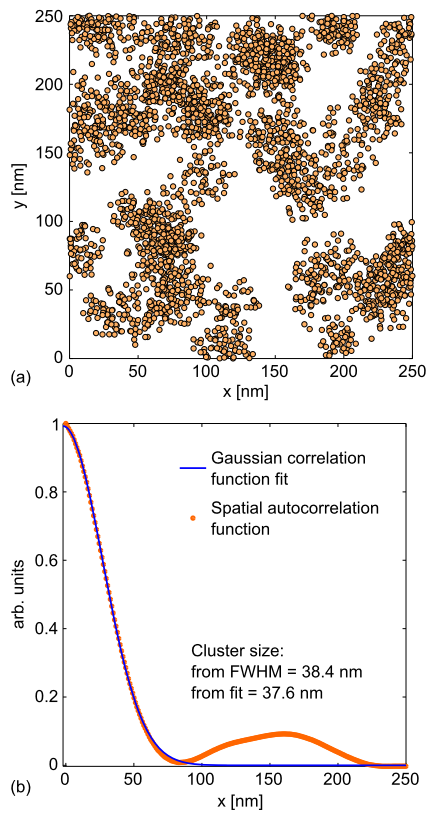 250
200
150
100
50
0
y [nm]
0 50 100 150 200 250
x [nm]
(a)
1
0.8
0.6
0.4
0.2
0
arb. units
Gaussian correlation
function fit
Spatial autocorrelation
function
Cluster size:
from FWHM = 38.4 nm
from fit = 37.6 nm
0 50 100 150 200 250
x [nm]
(b)